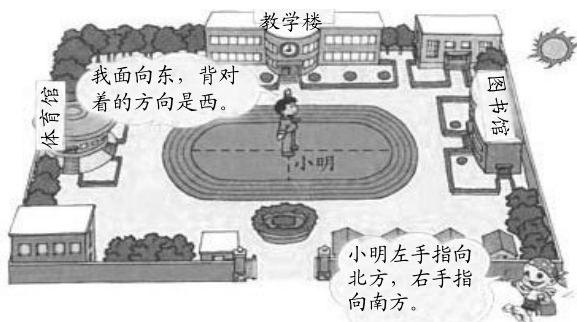 教学楼
我面向东，背对
着的方向是西。
体育馆
图书馆
小明
小明左手指向
北方，右手指
向南方。